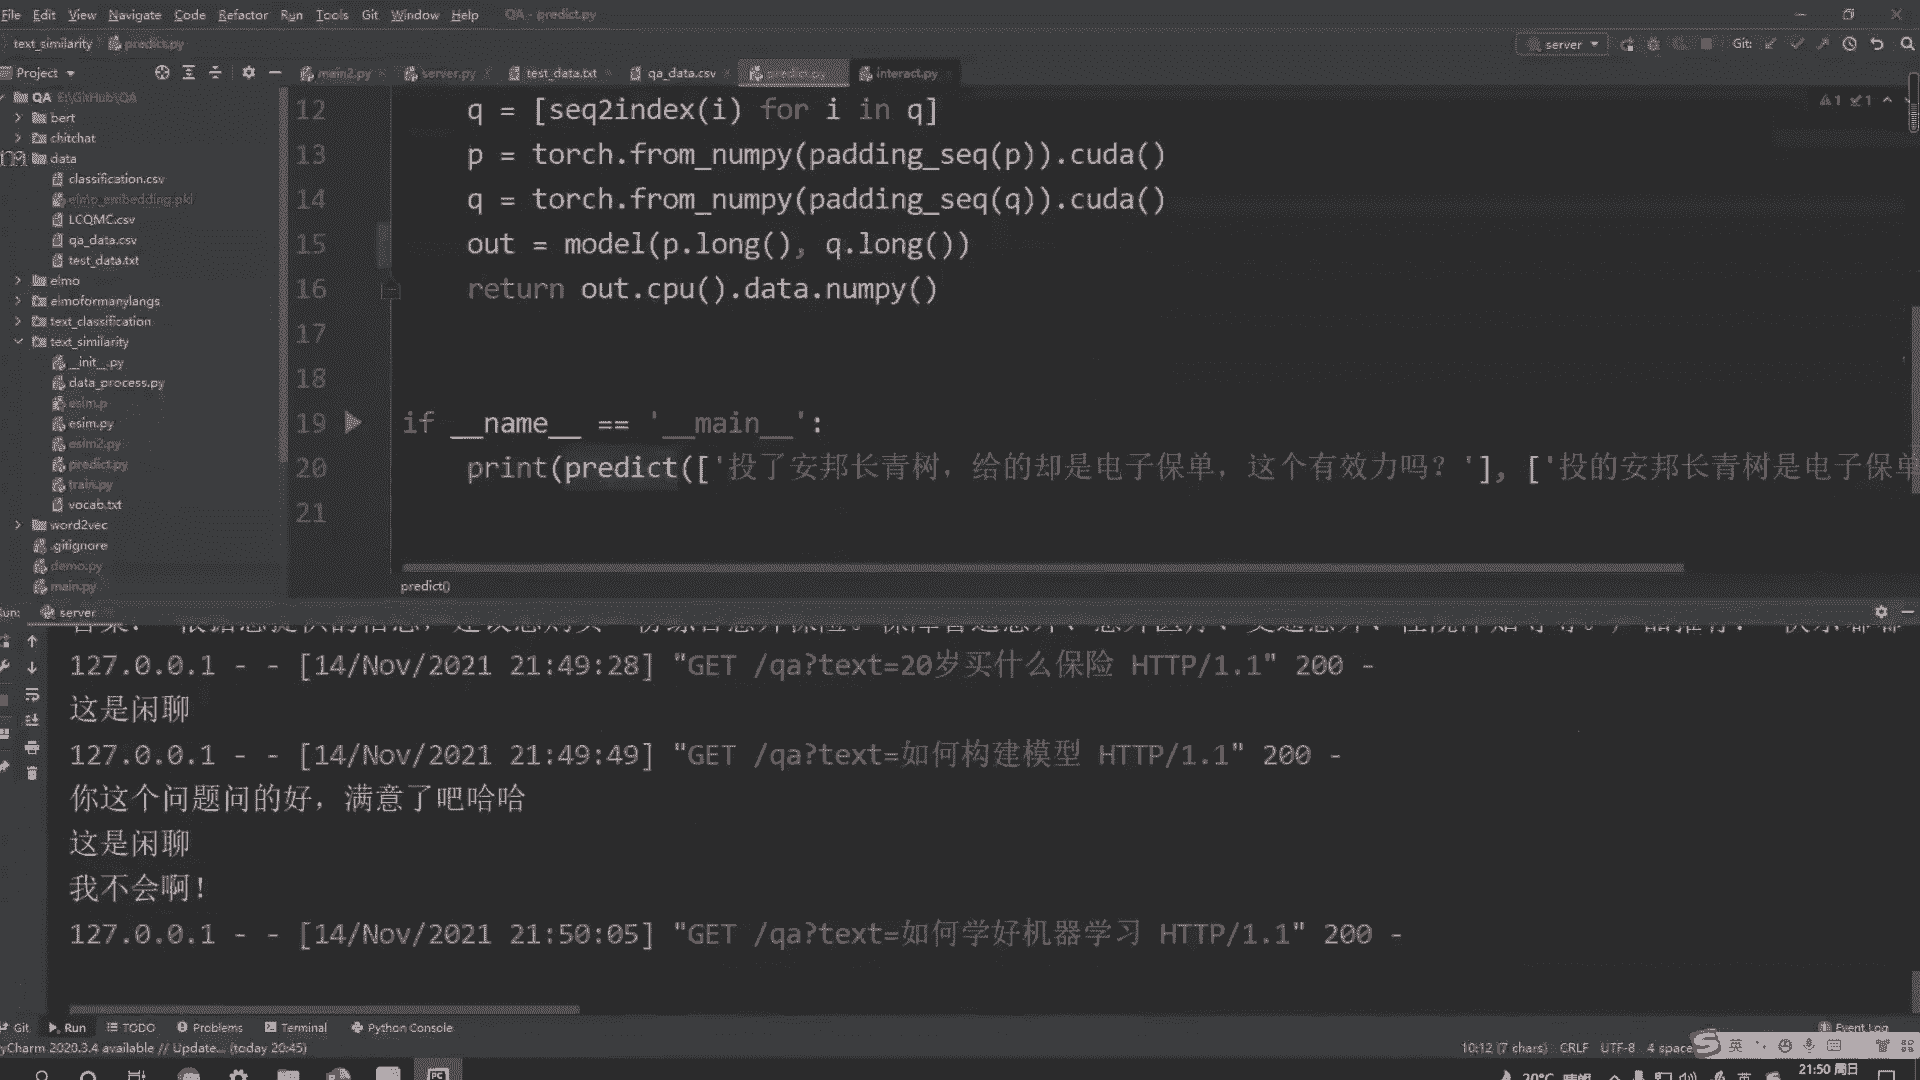 File Edit View Navigate Code Refactor Run Tools Git Window Help QA - predict.py
text_similarity predict.py server Git:
Project main2.py server.py test_data.txt qa_data.csv predict.py interact.py
QA E:\GitHub\QA
bert
chitchat
data
classification.csv
elmo_embedding.pkl
LCQMC.csv
qa_data.csv
test_data.txt
elmo
elmoformanylangs
text_classification
text_similarity
__init__.py
data_process.py
esim.p
esim.py
esim2.py
predict.py
train.py
vocab.txt
word2vec
.gitignore
demo.py
main.py
1 1
12 q = [seq2index(i) for i in q]
13 p = torch.from_numpy(padding_seq(p)).cuda()
14 q = torch.from_numpy(padding_seq(q)).cuda()
15 out = model(p.long(), q.long())
16 return out.cpu().data.numpy()
17
18
19 if __name__ == '__main__':
20 print(predict(['投了安邦长青树，给的却是电子保单，这个有效力吗？'], ['投的安邦长青树是电子保单
21
predict()
un: server
127.0.0.1 - - [14/Nov/2021 21:49:28] "GET /qa?text=20岁买什么保险 HTTP/1.1" 200 -
这是闲聊
127.0.0.1 - - [14/Nov/2021 21:49:49] "GET /qa?text=如何构建模型 HTTP/1.1" 200 -
你这个问题问的好，满意了吧哈哈
这是闲聊
我不会啊！
127.0.0.1 - - [14/Nov/2021 21:50:05] "GET /qa?text=如何学好机器学习 HTTP/1.1" 200 -
Git Run TODO Problems Terminal Python Console Event Log
yCharm 2020.3.4 available // Update... (today 20:45) 10:12 (7 chars) CRLF UTF-8 4 space 英
20°C 21:50 周日